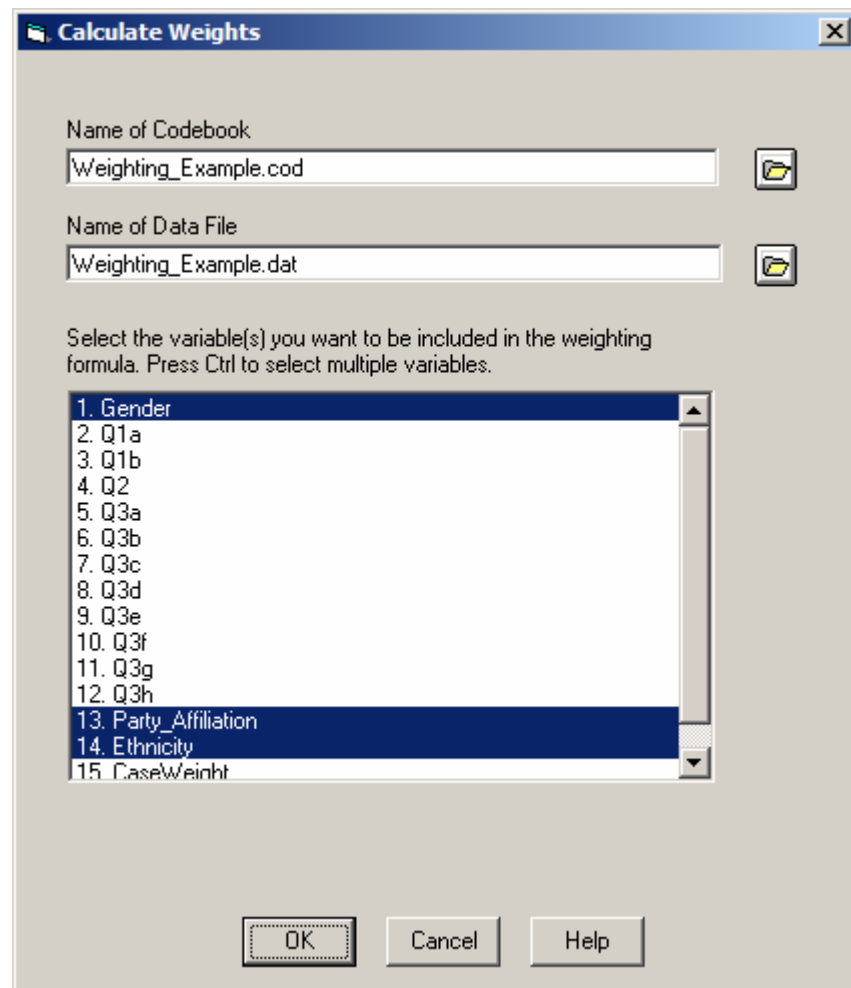 Calculate Weights
Name of Codebook
Weighting_Example.cod
Name of Data File
Weighting_Example.dat
Select the variable(s) you want to be included in the weighting
formula. Press Ctrl to select multiple variables.
1. Gender
2. Q1a
3. Q1b
4. Q2
5. Q3a
6. Q3b
7. Q3c
8. Q3d
9. Q3e
10. Q3f
11. Q3g
12. Q3h
13. Party_Affiliation
14. Ethnicity
15. CaseWeight
OK
Cancel
Help